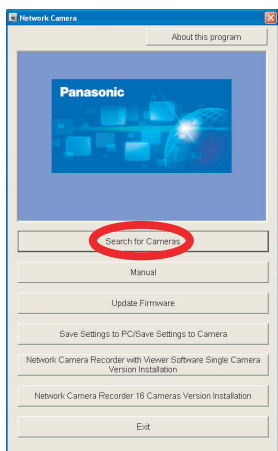 Network Camera
About this program
Panasonic
Search for Cameras
Manual
Update Firmware
Save Settings to PC/Save Settings to Camera
Network Camera Recorder with Viewer Software Single Camera
Version Installation
Network Camera Recorder 16 Cameras Version Installation
Exit